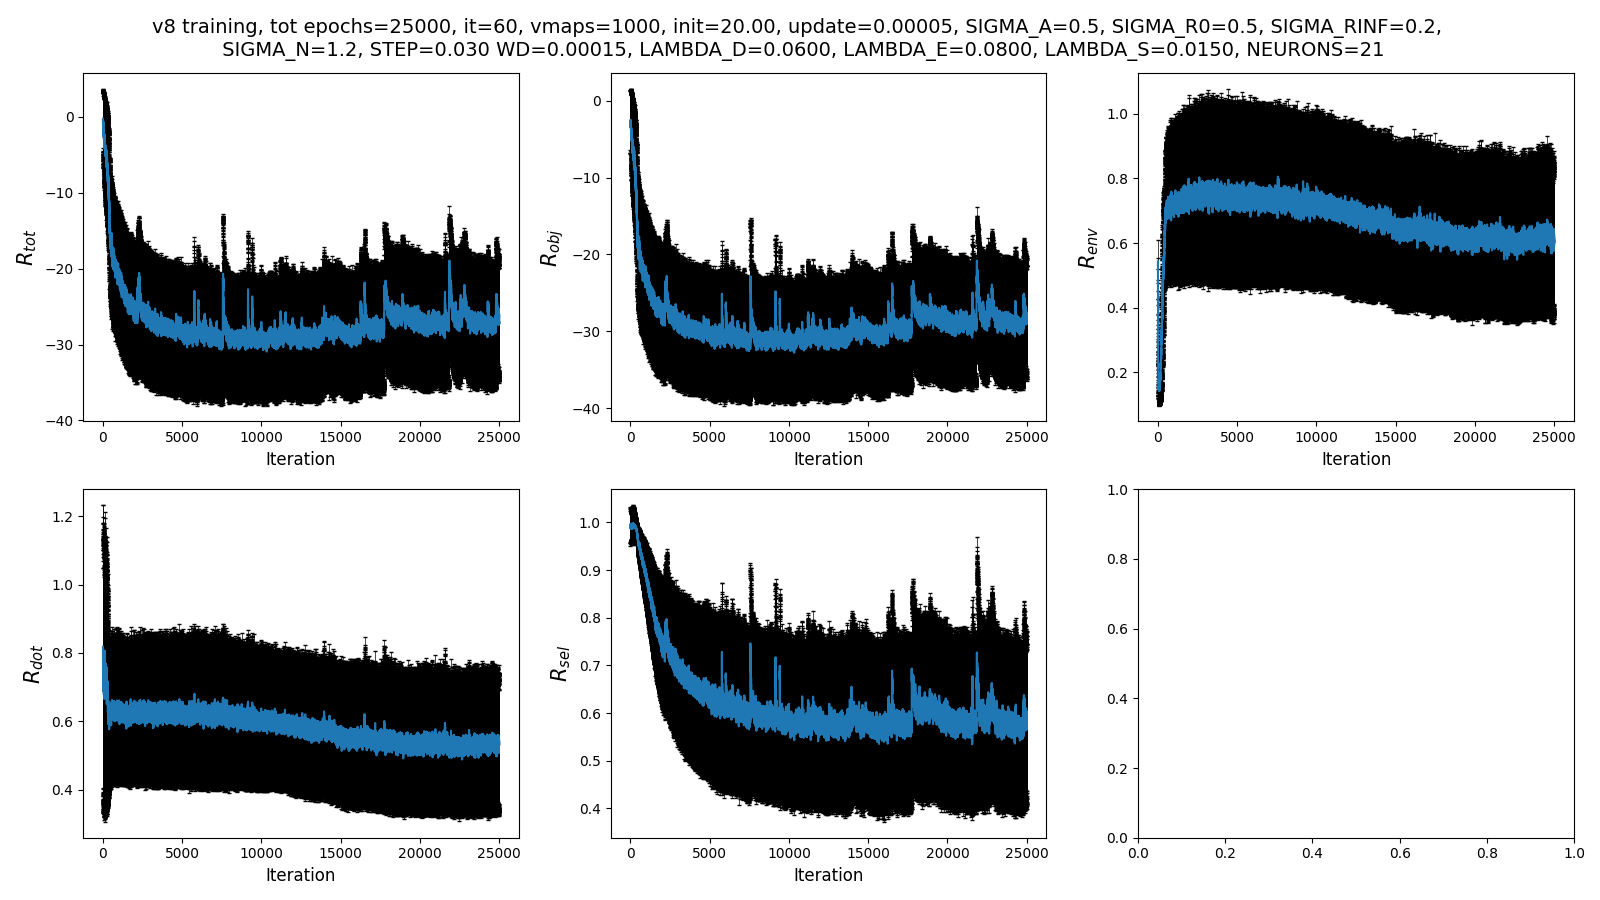 v8 training, tot epochs=25000, it=60, vmaps=1000, init=20.00, update=0.00005, SIGMA_A=0.5, SIGMA_R0=0.5, SIGMA_RINF=0.2,
SIGMA_N=1.2, STEP=0.030 WD=0.00015, LAMBDA_D=0.0600, LAMBDA_E=0.0800, LAMBDA_S=0.0150, NEURONS=21
R_tot
0
−10
−20
−30
−40
0 5000 10000 15000 20000 25000
Iteration
R_obj
0
−10
−20
−30
−40
0 5000 10000 15000 20000 25000
Iteration
R_env
1.0
0.8
0.6
0.4
0.2
0 5000 10000 15000 20000 25000
Iteration
R_dot
1.2
1.0
0.8
0.6
0.4
0 5000 10000 15000 20000 25000
Iteration
R_sel
1.0
0.9
0.8
0.7
0.6
0.5
0.4
0 5000 10000 15000 20000 25000
Iteration
1.0
0.8
0.6
0.4
0.2
0.0
0.0 0.2 0.4 0.6 0.8 1.0